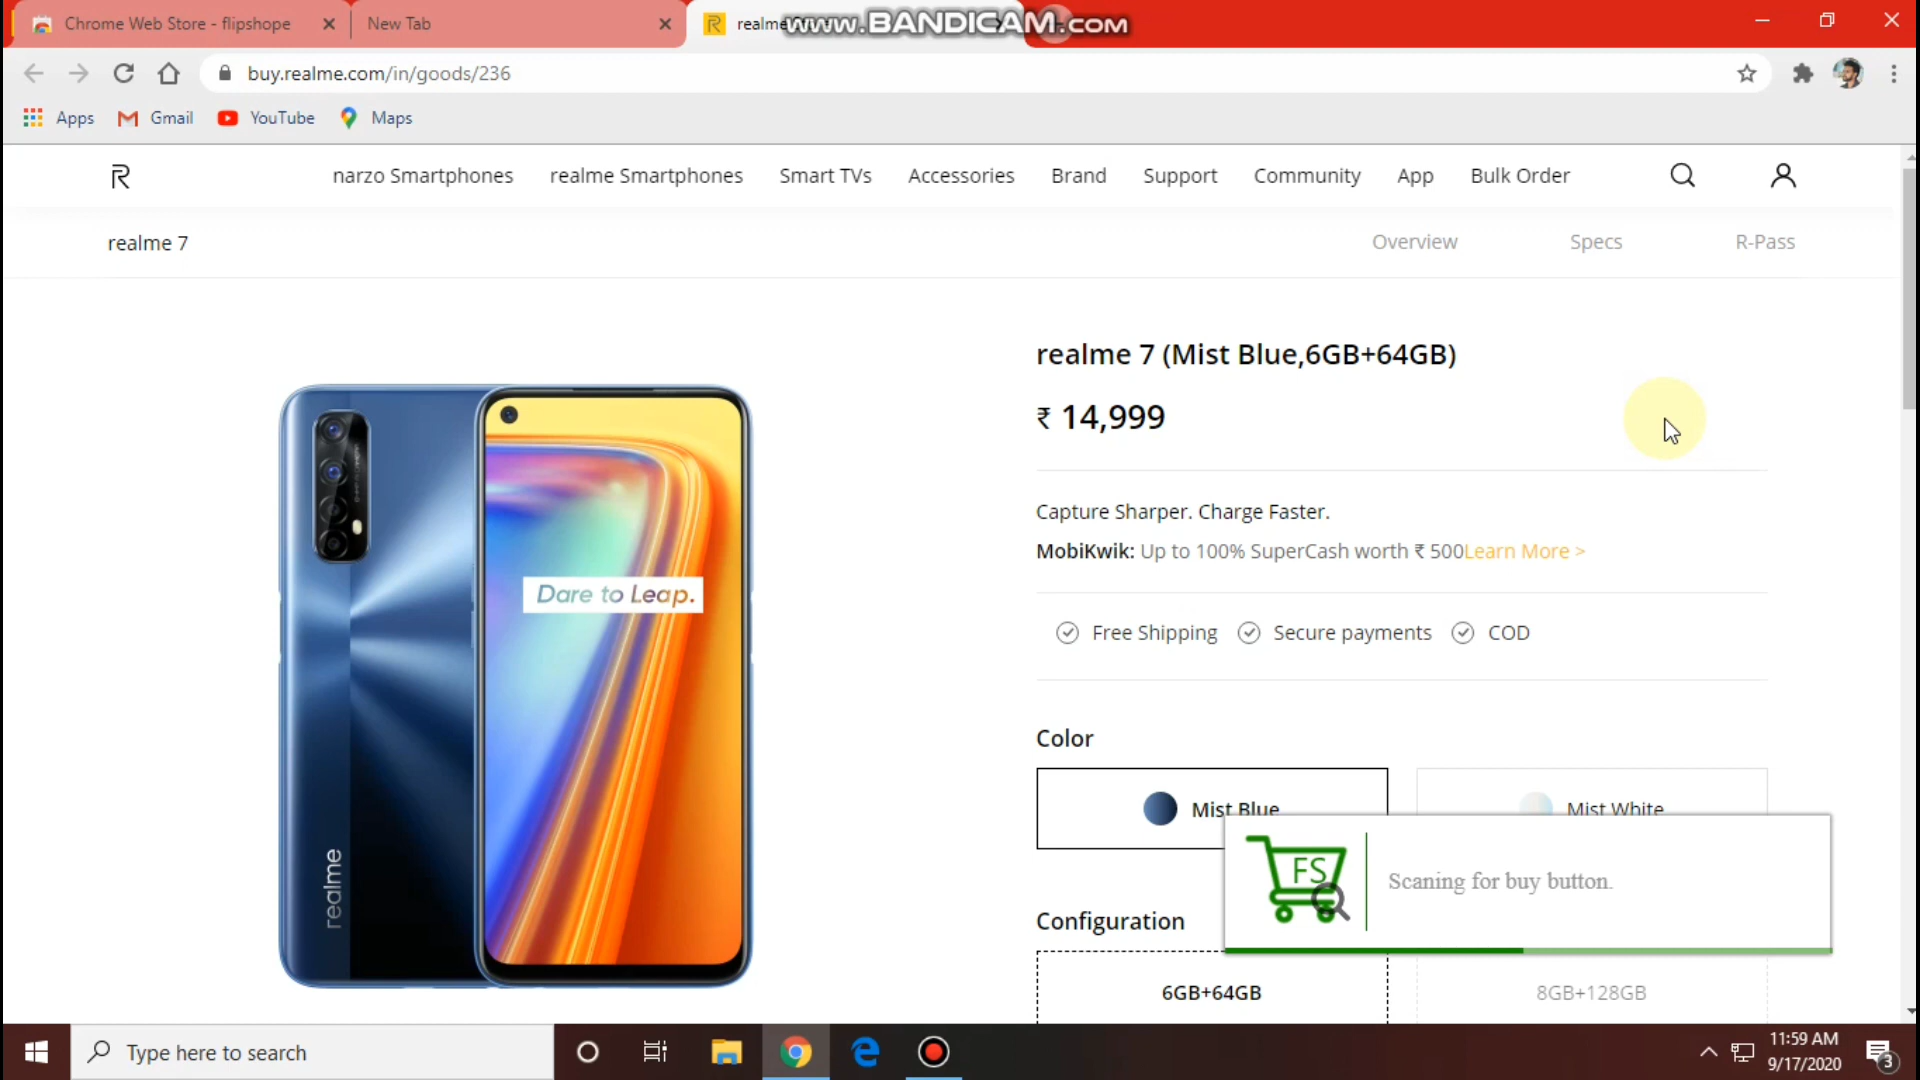 Chrome Web Store - flipshope
New Tab
realme
www.BANDICAM.com
buy.realme.com/in/goods/236
Apps
Gmail
YouTube
Maps
narzo Smartphones
realme Smartphones
Smart TVs
Accessories
Brand
Support
Community
App
Bulk Order
realme 7
Overview
Specs
R-Pass
realme 7 (Mist Blue,6GB+64GB)
₹ 14,999
Capture Sharper. Charge Faster.
MobiKwik: Up to 100% SuperCash worth ₹ 500Learn More >
Free Shipping
Secure payments
COD
Dare to Leap.
realme
Color
Mist Blue
Mist White
FS
Scaning for buy button.
Configuration
6GB+64GB
8GB+128GB
Type here to search
11:59 AM
9/17/2020
3